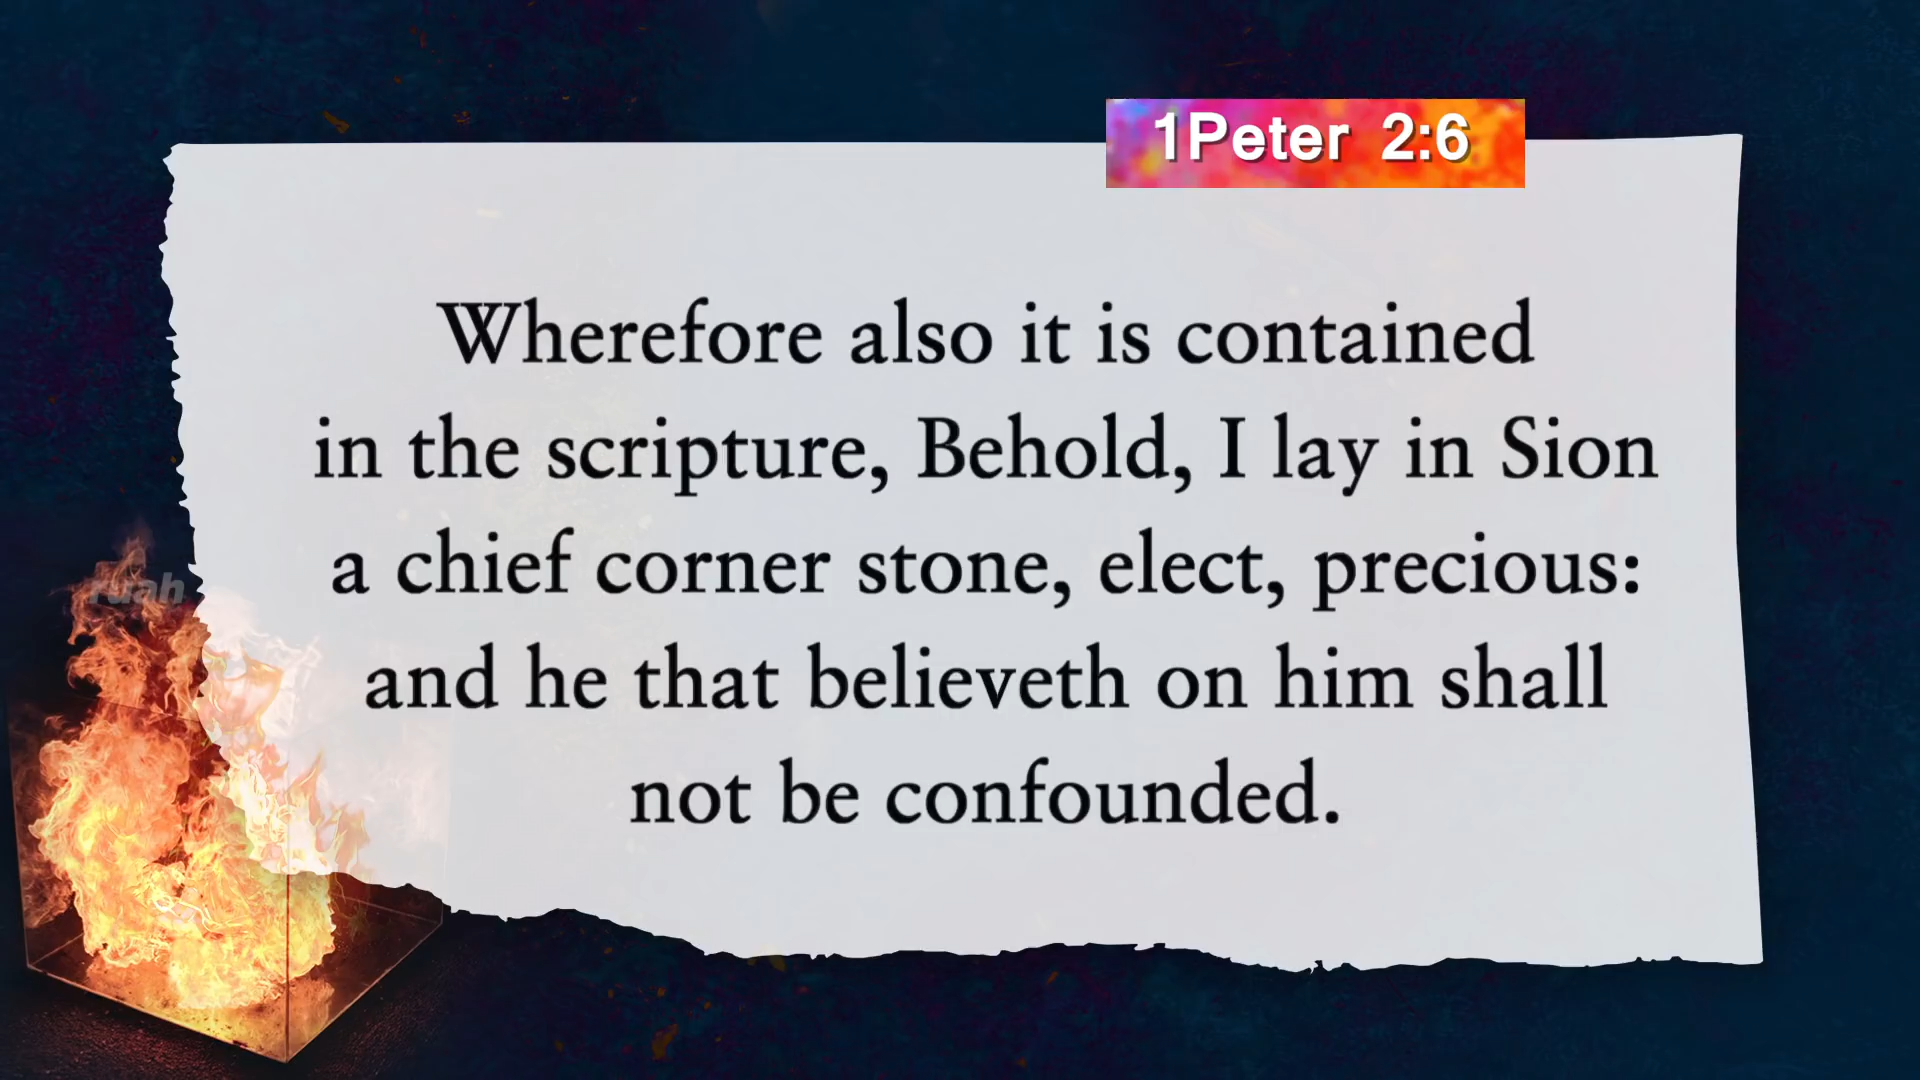 1Peter 2:6
Wherefore also it is contained
in the scripture, Behold, I lay in Sion
a chief corner stone, elect, precious:
and he that believeth on him shall
not be confounded.
ruah